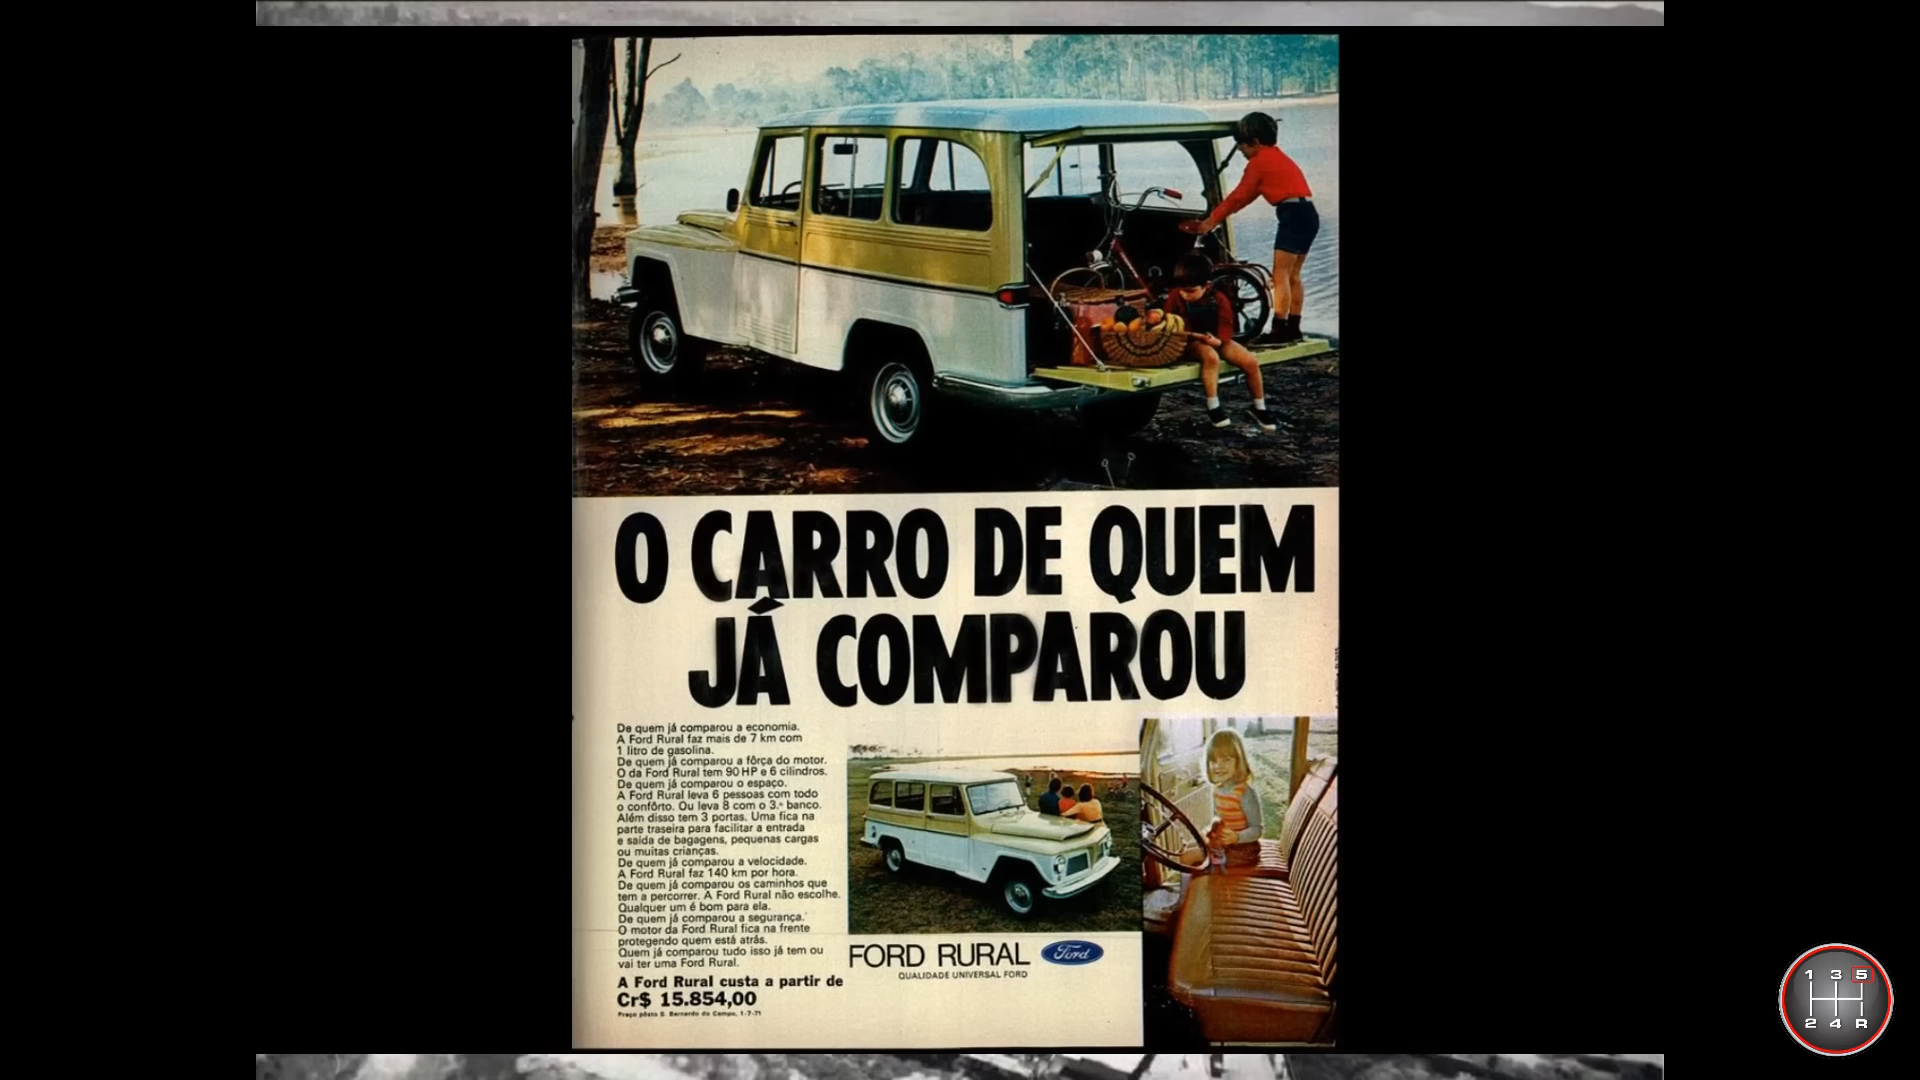 O CARRO DE QUEM
JÁ COMPAROU
De quem já comparou a economia.
A Ford Rural faz mais de 7 km com
1 litro de gasolina.
De quem já comparou a fôrça do motor.
O da Ford Rural tem 90 HP e 6 cilindros.
De quem já comparou o espaço.
A Ford Rural leva 6 pessoas com todo
o confôrto. Ou leva 8 com o 3.º banco.
Além disso tem 3 portas. Uma fica na
parte traseira para facilitar a entrada
e saída de bagagens, pequenas cargas
ou muitas crianças.
De quem já comparou a velocidade.
A Ford Rural faz 140 km por hora.
De quem já comparou os caminhos que
tem a percorrer. A Ford Rural não escolhe.
Qualquer um é bom para ela.
De quem já comparou a segurança.
O motor da Ford Rural fica na frente
protegendo quem está atrás.
Quem já comparou tudo isso já tem ou
vai ter uma Ford Rural.
A Ford Rural custa a partir de
Cr$ 15.854,00
Preço pôsto S. Bernardo do Campo, 1-7-71
FORD RURAL Ford
QUALIDADE UNIVERSAL FORD
1 3 5
2 4 R